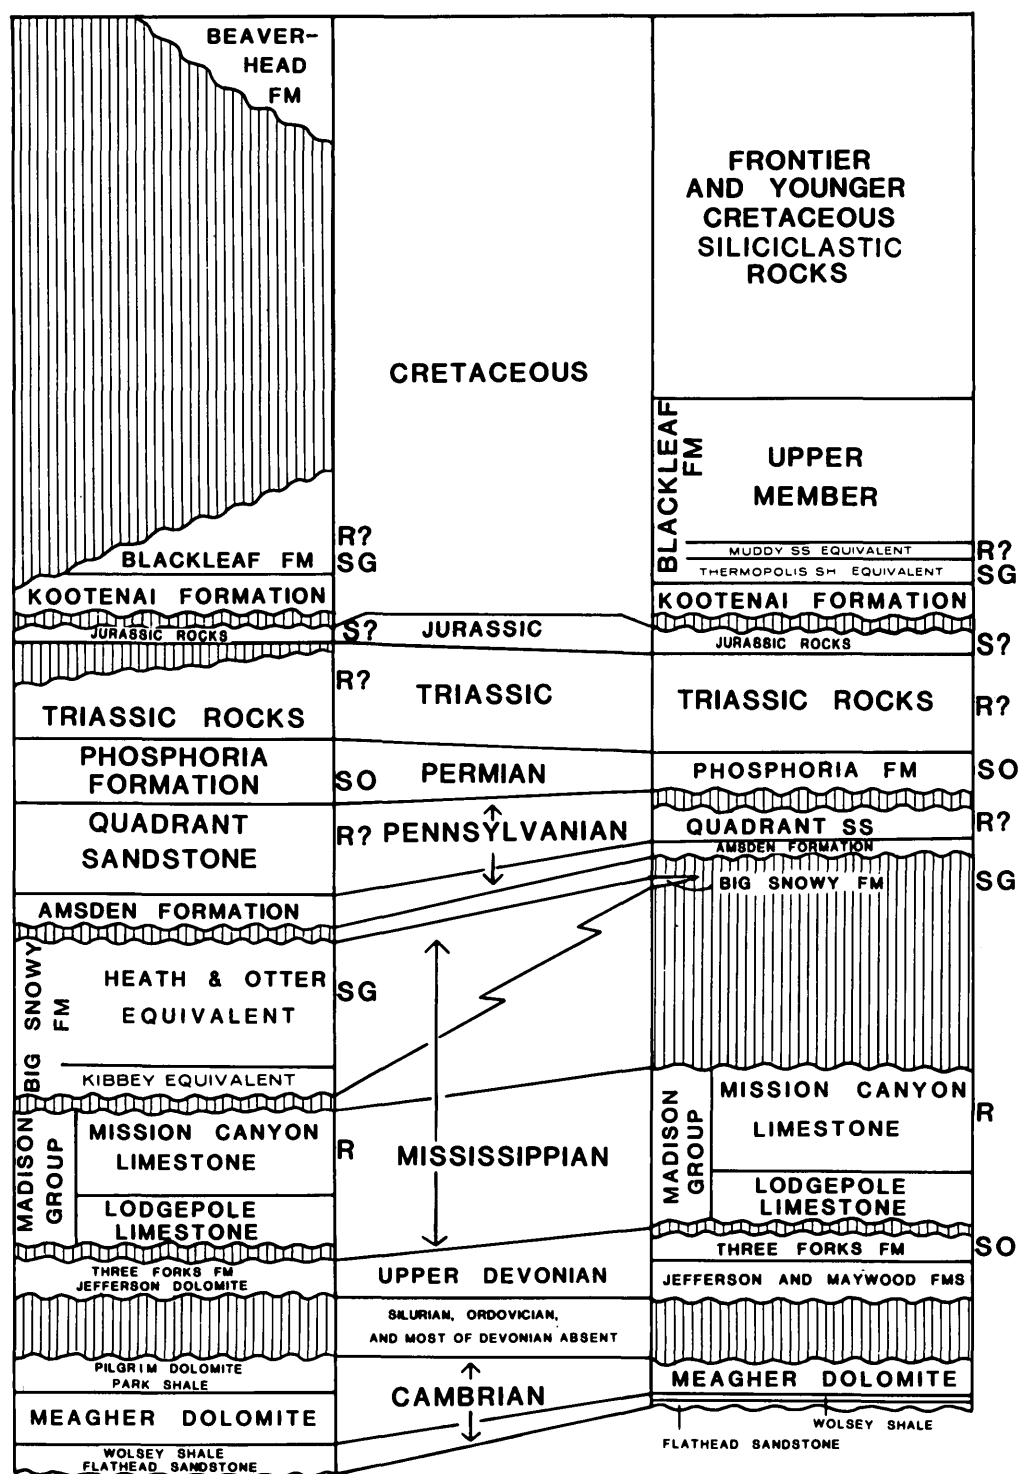 BEAVER-
HEAD
FM
BLACKLEAF FM
KOOTENAI FORMATION
JURASSIC ROCKS
TRIASSIC ROCKS
PHOSPHORIA
FORMATION
QUADRANT
SANDSTONE
AMSDEN FORMATION
BIG SNOWY
FM
HEATH & OTTER
EQUIVALENT
KIBBEY EQUIVALENT
MADISON
GROUP
MISSION CANYON
LIMESTONE
LODGEPOLE
LIMESTONE
THREE FORKS FM
JEFFERSON DOLOMITE
PILGRIM DOLOMITE
PARK SHALE
MEAGHER DOLOMITE
WOLSEY SHALE
FLATHEAD SANDSTONE
R?
SG
S?
R?
SO
R?
SG
R
CRETACEOUS
JURASSIC
TRIASSIC
PERMIAN
PENNSYLVANIAN
MISSISSIPPIAN
UPPER DEVONIAN
SILURIAN, ORDOVICIAN,
AND MOST OF DEVONIAN ABSENT
CAMBRIAN
FRONTIER
AND YOUNGER
CRETACEOUS
SILICICLASTIC
ROCKS
BLACKLEAF
FM
UPPER
MEMBER
MUDDY SS EQUIVALENT
THERMOPOLIS SH EQUIVALENT
KOOTENAI FORMATION
JURASSIC ROCKS
TRIASSIC ROCKS
PHOSPHORIA FM
QUADRANT SS
AMSDEN FORMATION
BIG SNOWY FM
MADISON
GROUP
MISSION CANYON
LIMESTONE
LODGEPOLE
LIMESTONE
THREE FORKS FM
JEFFERSON AND MAYWOOD FMS
MEAGHER DOLOMITE
WOLSEY SHALE
FLATHEAD SANDSTONE
R?
SG
S?
R?
SO
R?
SG
R
SO